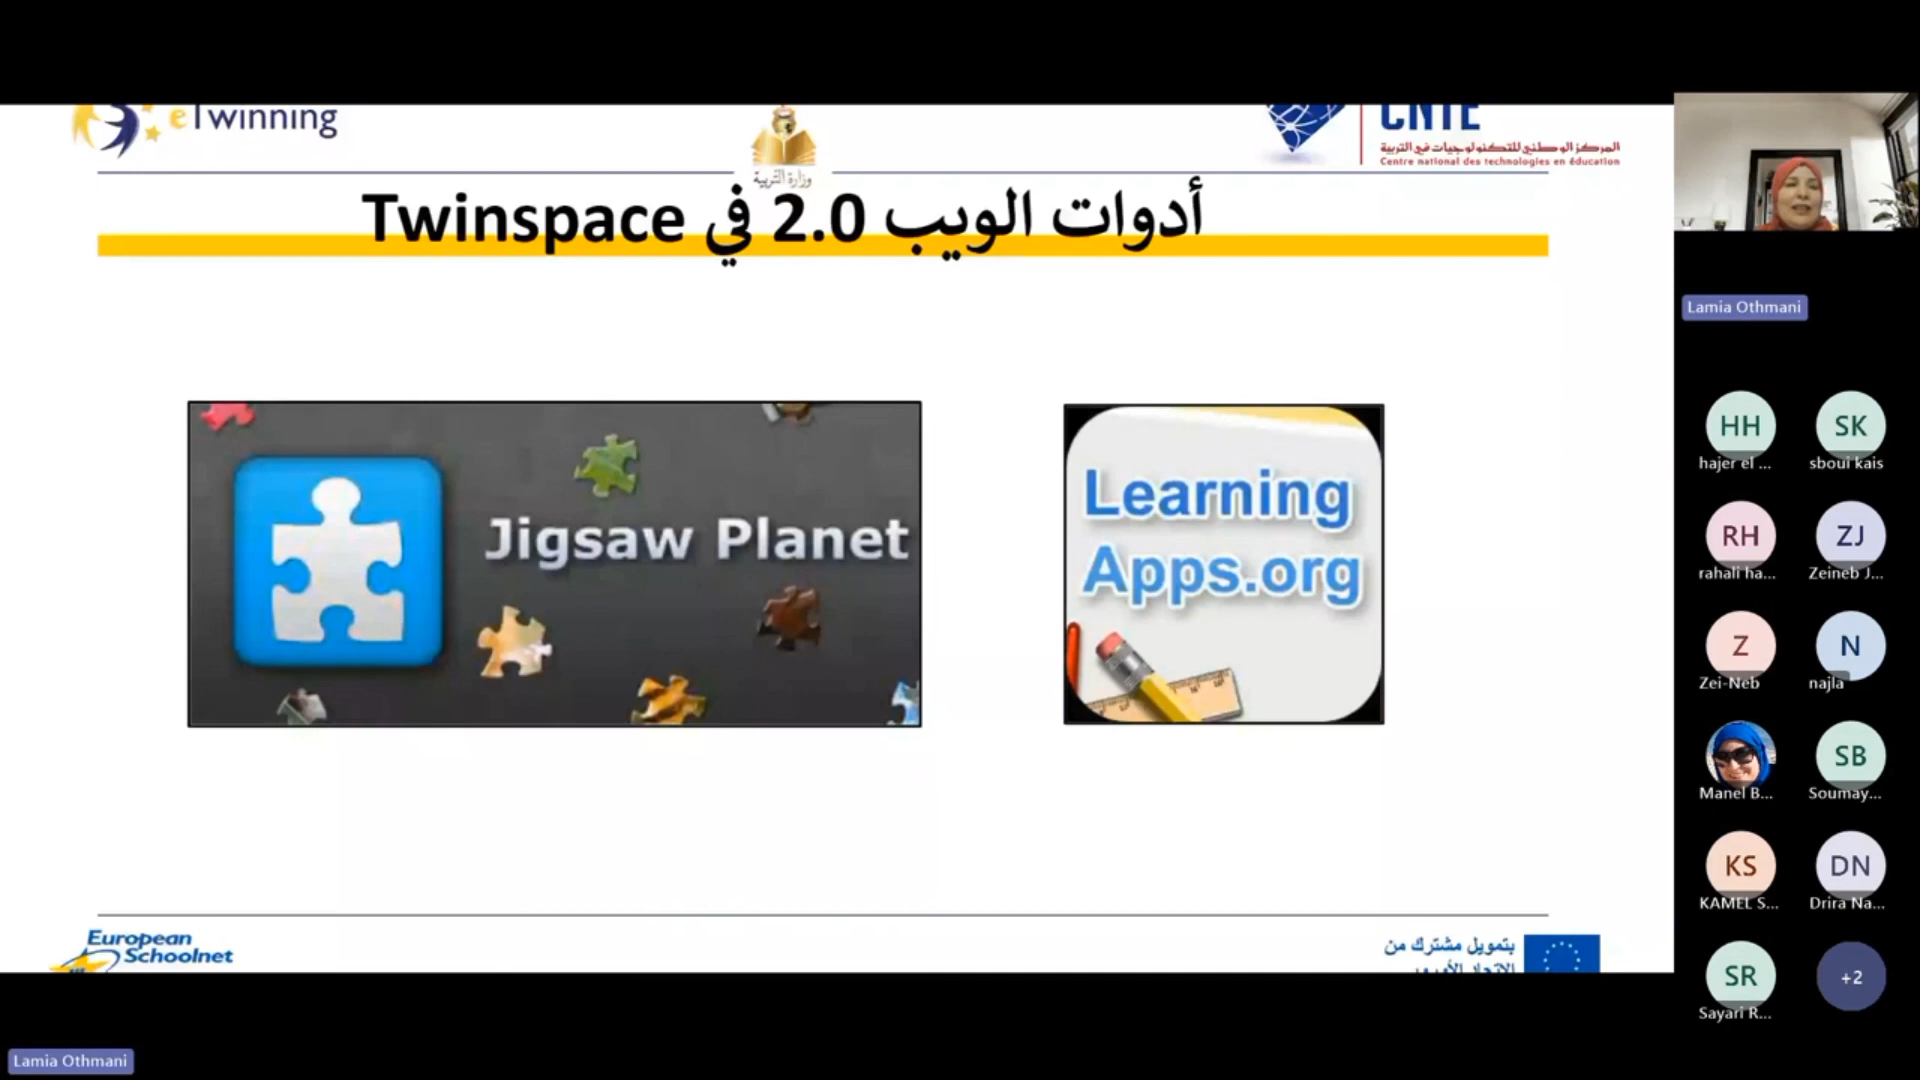 eTwinning
وزارة التربية
CNTE
المركز الوطني للتكنولوجيات في التربية
Centre national des technologies en éducation
أدوات الويب 2.0 في Twinspace
Jigsaw Planet
Learning
Apps.org
European
Schoolnet
بتمويل مشترك من
الاتحاد الأوروبي
Lamia Othmani
HH
SK
hajer el ...
sboui kais
RH
ZJ
rahali ha...
Zeineb J...
Z
N
Zei-Neb
najla
SB
Manel B...
Soumay...
KS
DN
KAMEL S...
Drira Na...
SR
+2
Sayari R...
Lamia Othmani